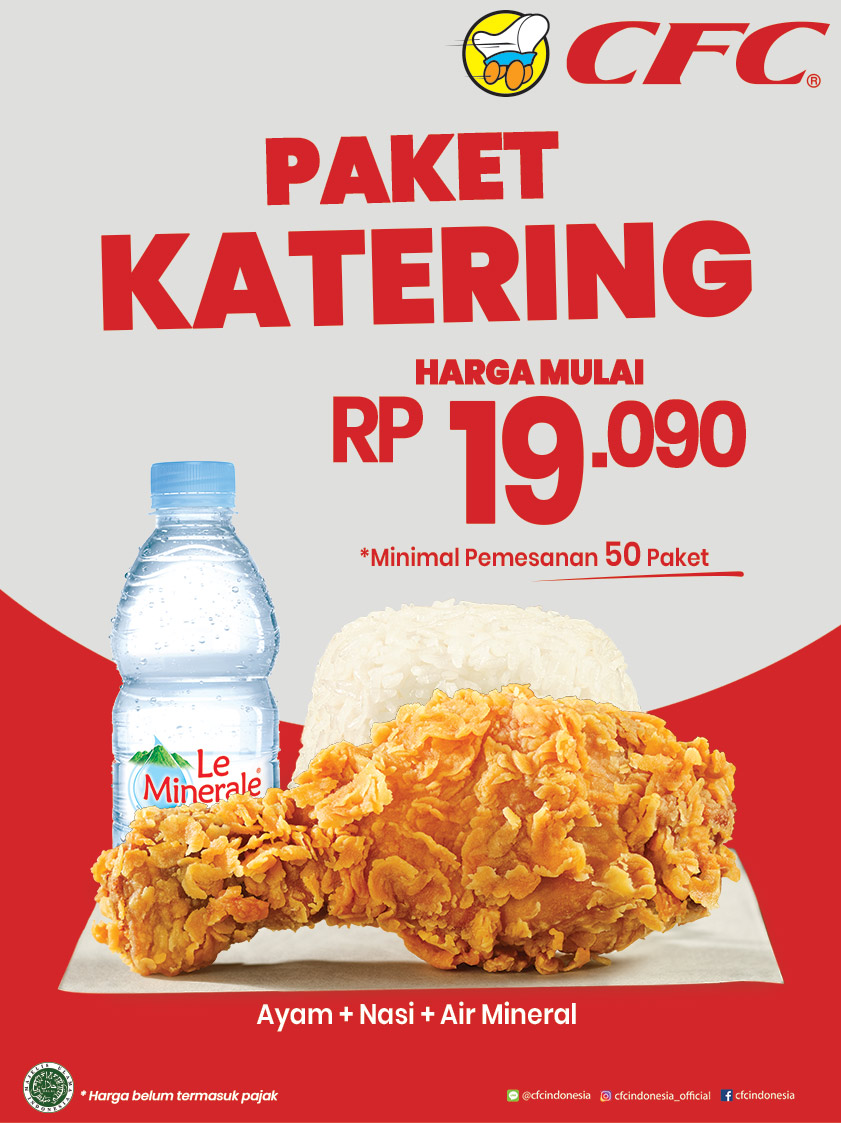 CFC®
PAKET
KATERING
HARGA MULAI
RP 19.090
*Minimal Pemesanan 50 Paket
Le
Minerale®
Ayam + Nasi + Air Mineral
* Harga belum termasuk pajak
@cfcindonesia cfcindonesia_official cfcindonesia